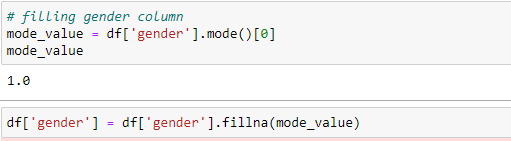 # filling gender column
mode_value = df['gender'].mode()[0]
mode_value
1.0
df['gender'] = df['gender'].fillna(mode_value)